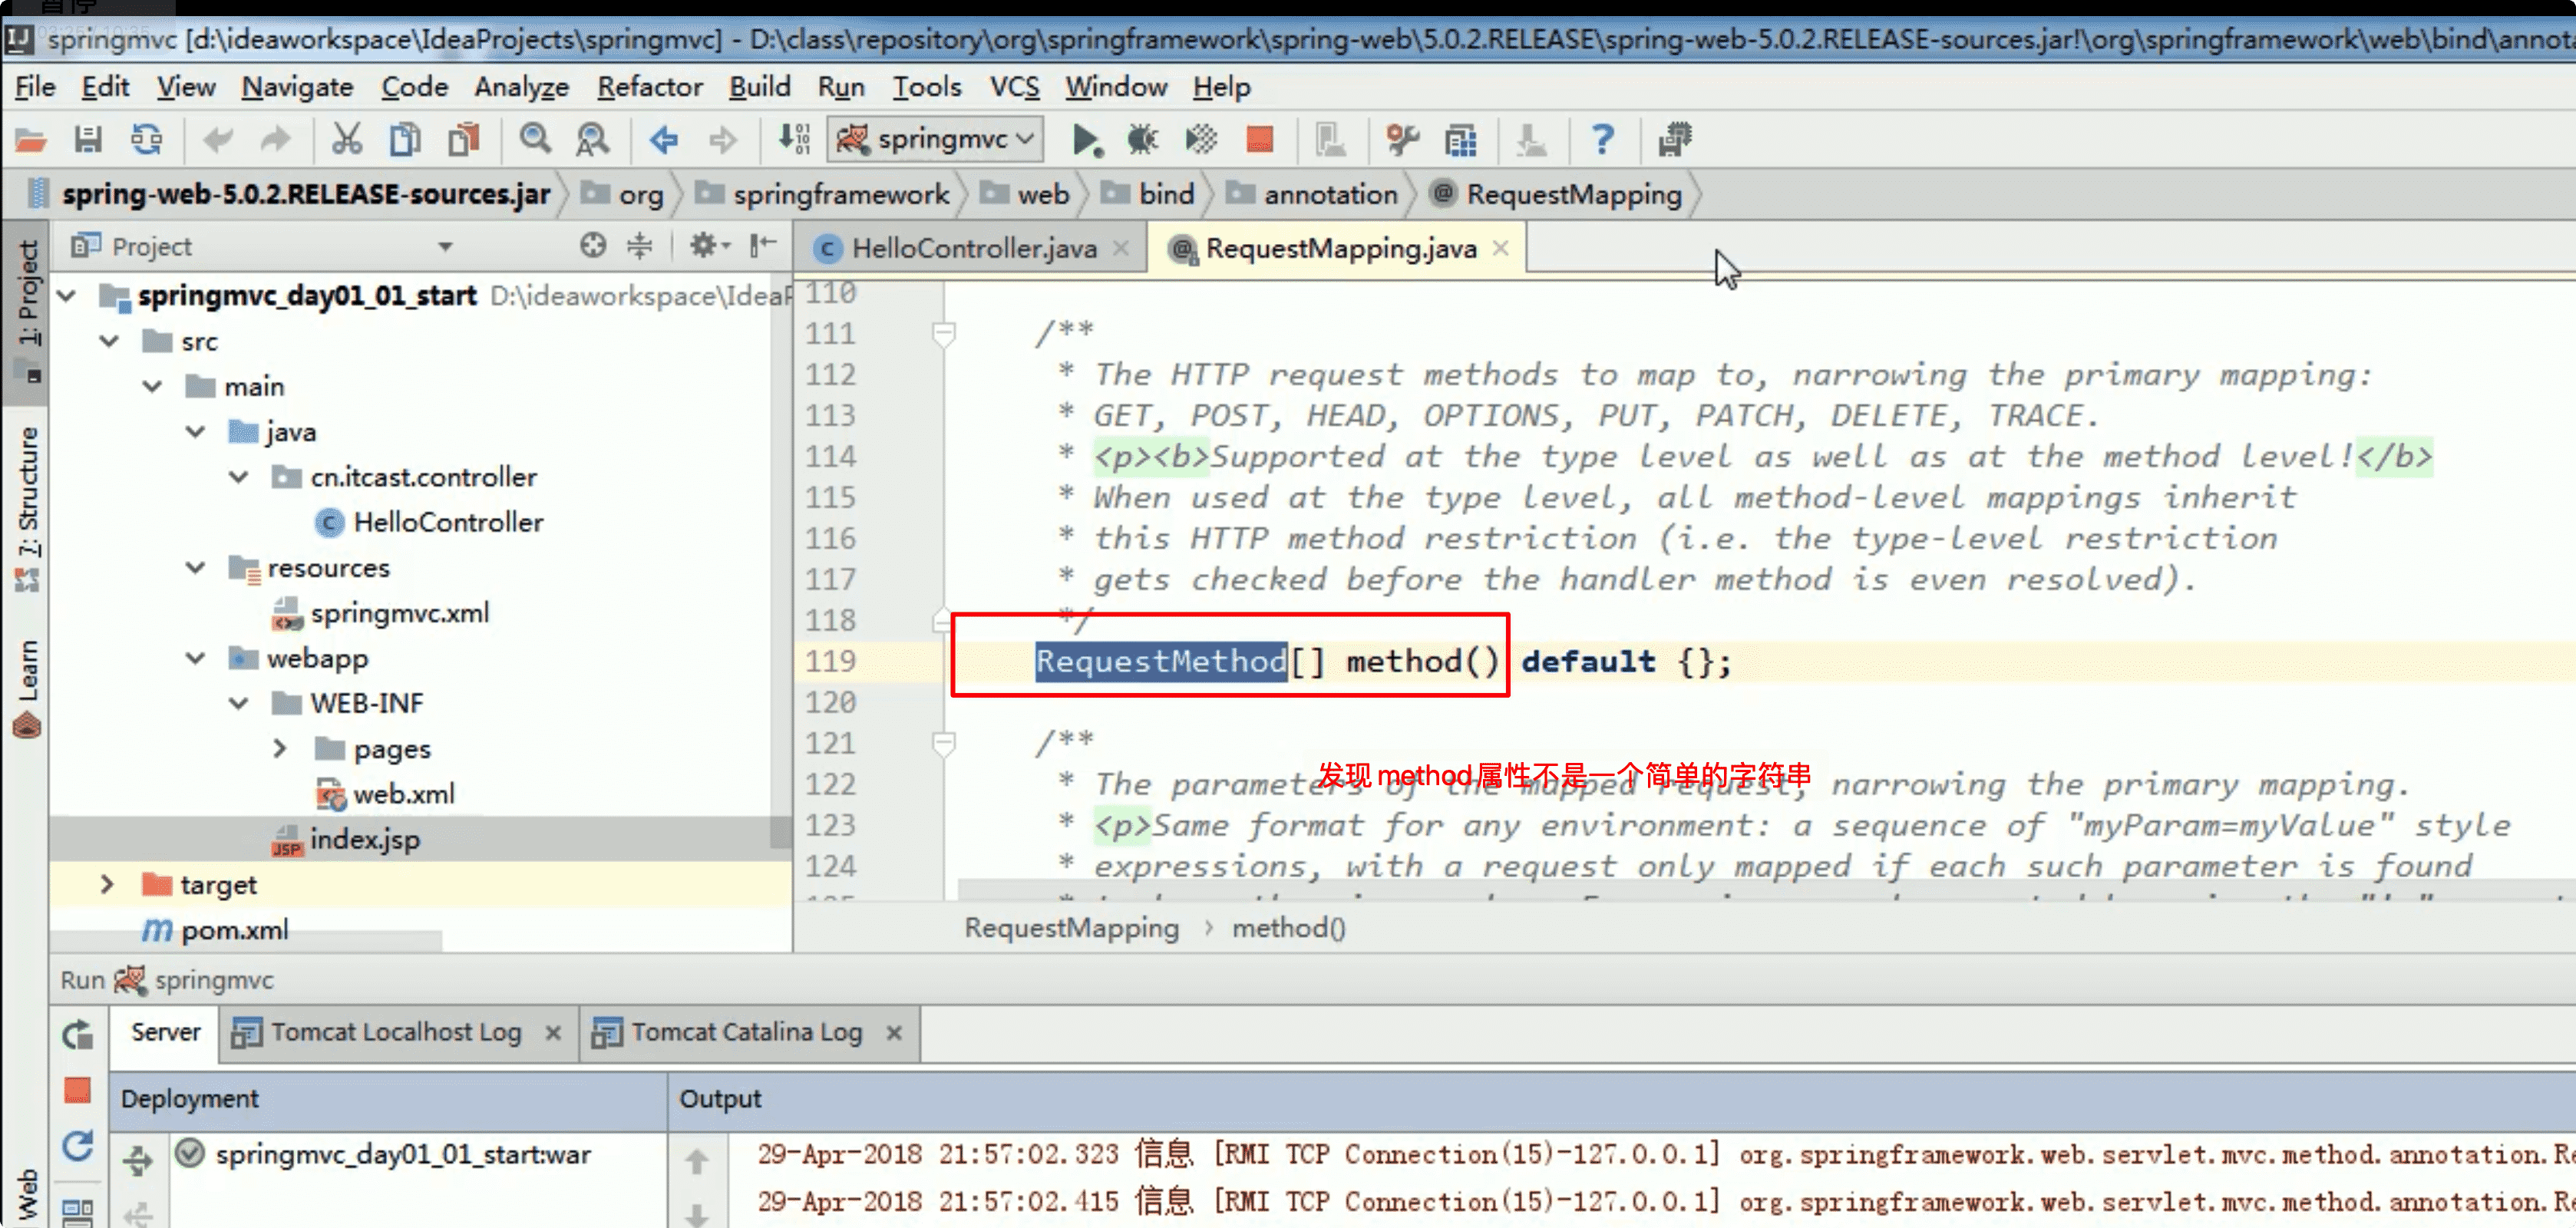 暂停
03:26 / 10:35
springmvc [d:\ideaworkspace\IdeaProjects\springmvc] - D:\class\repository\org\springframework\spring-web\5.0.2.RELEASE\spring-web-5.0.2.RELEASE-sources.jar!\org\springframework\web\bind\annota
File Edit View Navigate Code Analyze Refactor Build Run Tools VCS Window Help
springmvc
spring-web-5.0.2.RELEASE-sources.jar org springframework web bind annotation RequestMapping
Project
HelloController.java RequestMapping.java
1: Project
7: Structure
Learn
Web
springmvc_day01_01_start D:\ideaworkspace\IdeaP
src
main
java
cn.itcast.controller
HelloController
resources
springmvc.xml
webapp
WEB-INF
pages
web.xml
index.jsp
target
pom.xml
110
111 /**
112 * The HTTP request methods to map to, narrowing the primary mapping:
113 * GET, POST, HEAD, OPTIONS, PUT, PATCH, DELETE, TRACE.
114 * <p><b>Supported at the type level as well as at the method level!</b>
115 * When used at the type level, all method-level mappings inherit
116 * this HTTP method restriction (i.e. the type-level restriction
117 * gets checked before the handler method is even resolved).
118 */
119 RequestMethod[] method() default {};
120
121 /**
发现method属性不是一个简单的字符串
122 * The parameters of the mapped request, narrowing the primary mapping.
123 * <p>Same format for any environment: a sequence of "myParam=myValue" style
124 * expressions, with a request only mapped if each such parameter is found
RequestMapping › method()
Run springmvc
Server Tomcat Localhost Log Tomcat Catalina Log
Deployment Output
springmvc_day01_01_start:war
29-Apr-2018 21:57:02.323 信息 [RMI TCP Connection(15)-127.0.0.1] org.springframework.web.servlet.mvc.method.annotation.Re
29-Apr-2018 21:57:02.415 信息 [RMI TCP Connection(15)-127.0.0.1] org.springframework.web.servlet.mvc.method.annotation.Re